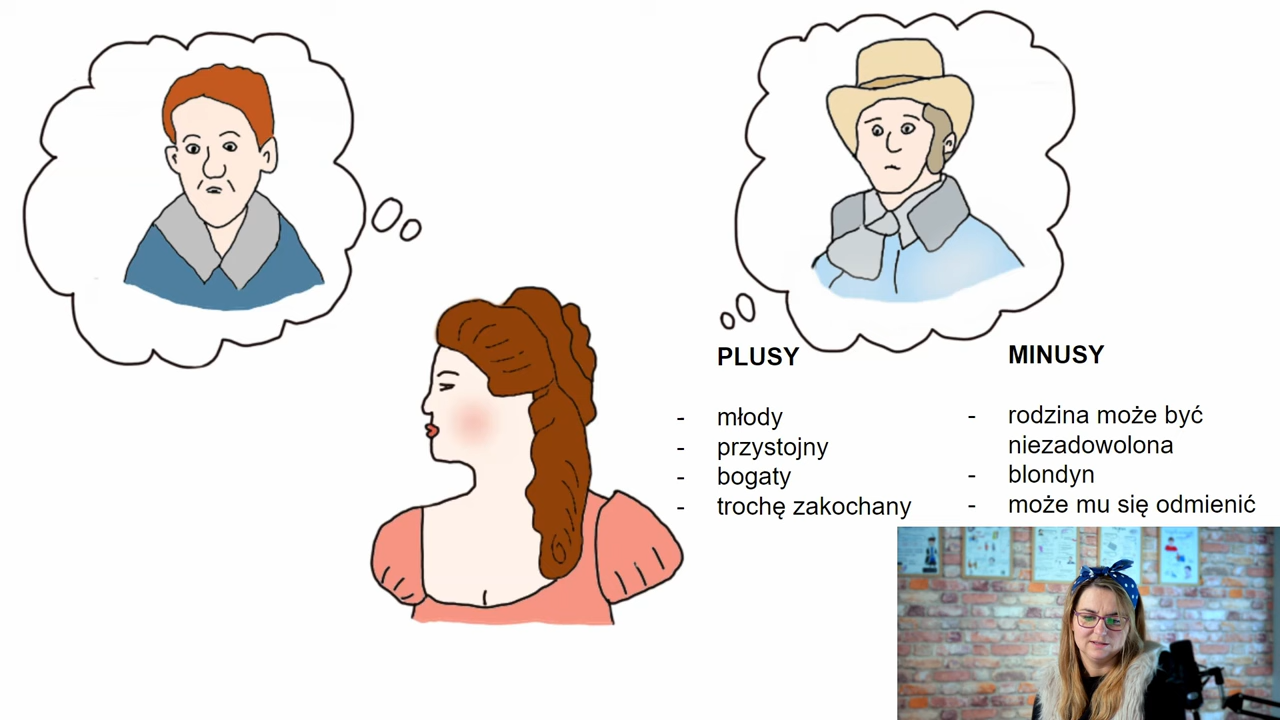 PLUSY
- młody
- przystojny
- bogaty
- trochę zakochany
MINUSY
- rodzina może być
niezadowolona
- blondyn
- może mu się odmienić